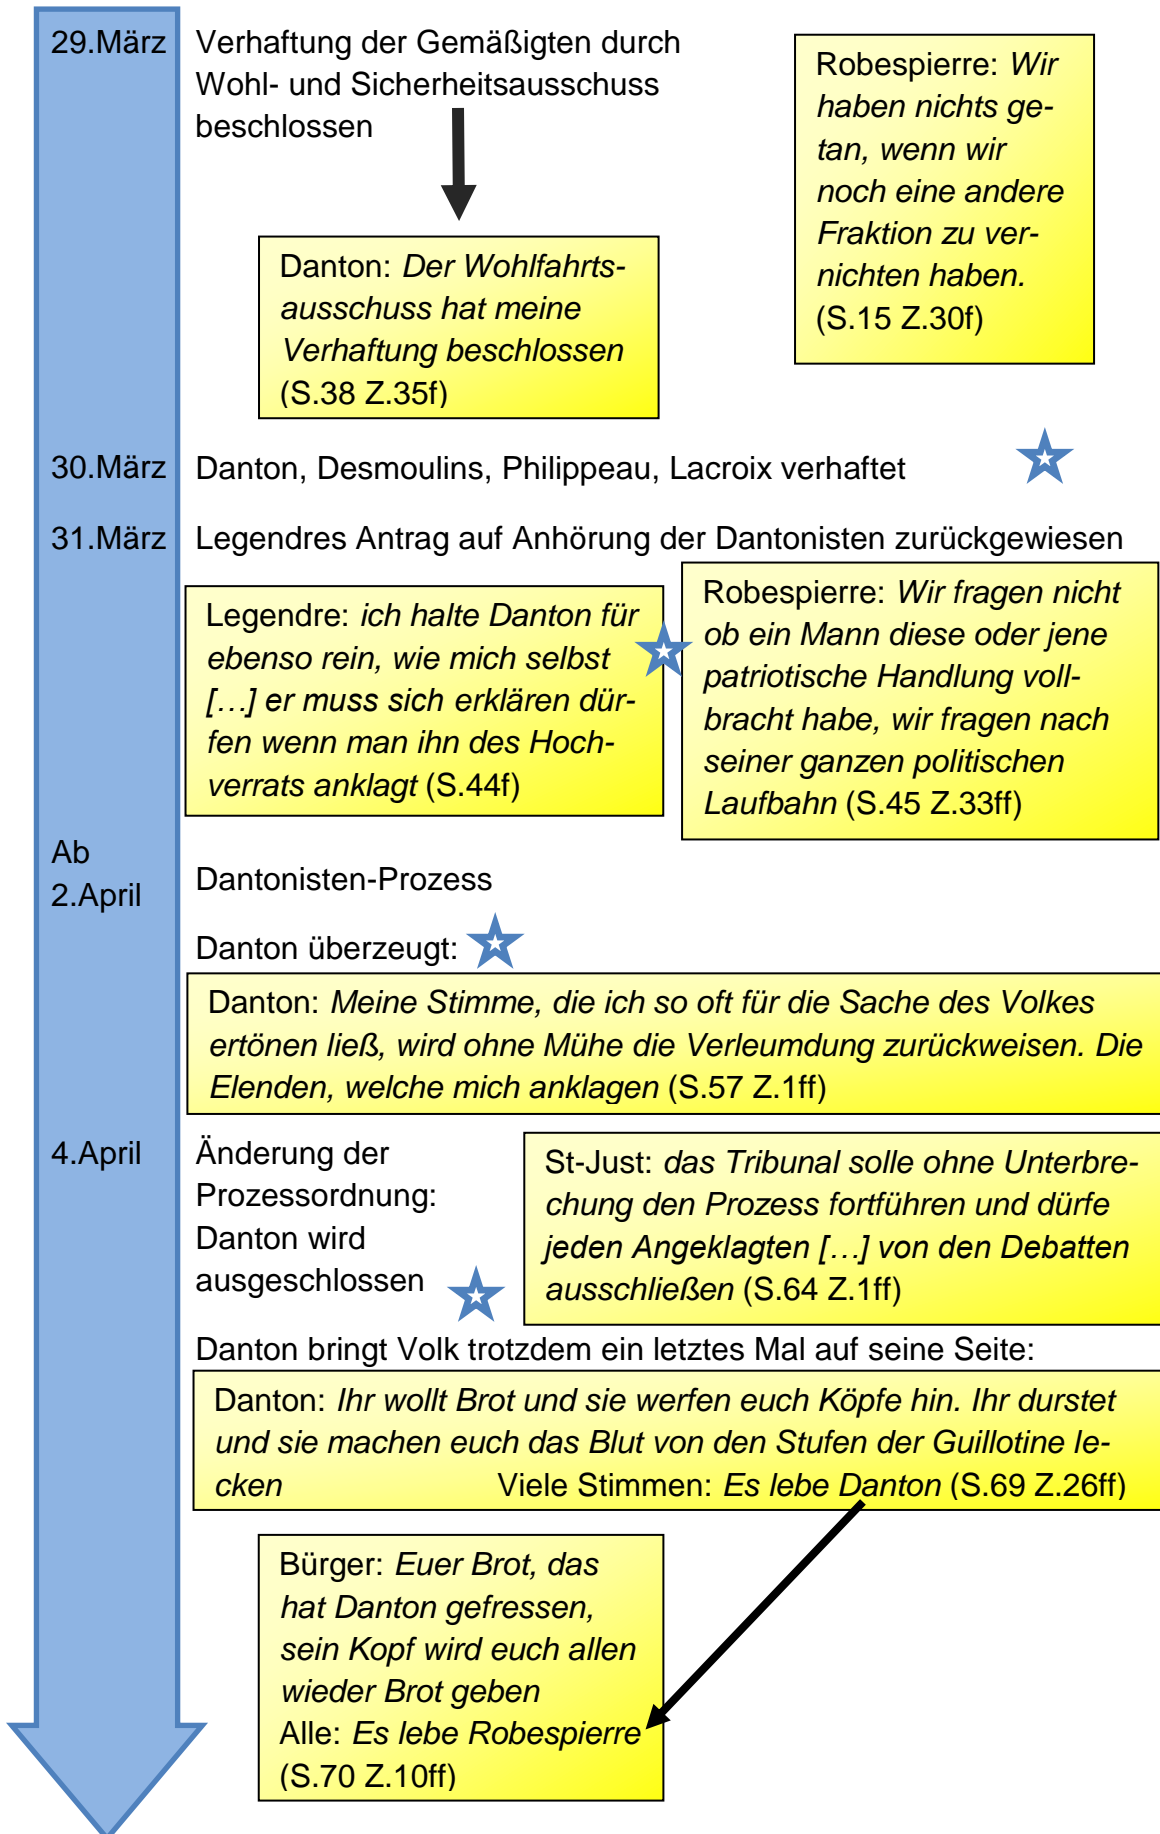 29.März
Verhaftung der Gemäßigten durch
Wohl- und Sicherheitsausschuss
beschlossen
Robespierre: Wir
haben nichts ge-
tan, wenn wir
noch eine andere
Fraktion zu ver-
nichten haben.
(S.15 Z.30f)
Danton: Der Wohlfahrts-
ausschuss hat meine
Verhaftung beschlossen
(S.38 Z.35f)
30.März
Danton, Desmoulins, Philippeau, Lacroix verhaftet
31.März
Legendres Antrag auf Anhörung der Dantonisten zurückgewiesen
Legendre: ich halte Danton für
ebenso rein, wie mich selbst
[…] er muss sich erklären dür-
fen wenn man ihn des Hoch-
verrats anklagt (S.44f)
Robespierre: Wir fragen nicht
ob ein Mann diese oder jene
patriotische Handlung voll-
bracht habe, wir fragen nach
seiner ganzen politischen
Laufbahn (S.45 Z.33ff)
Ab
2.April
Dantonisten-Prozess
Danton überzeugt:
Danton: Meine Stimme, die ich so oft für die Sache des Volkes
ertönen ließ, wird ohne Mühe die Verleumdung zurückweisen. Die
Elenden, welche mich anklagen (S.57 Z.1ff)
4.April
Änderung der
Prozessordnung:
Danton wird
ausgeschlossen
St-Just: das Tribunal solle ohne Unterbre-
chung den Prozess fortführen und dürfe
jeden Angeklagten […] von den Debatten
ausschließen (S.64 Z.1ff)
Danton bringt Volk trotzdem ein letztes Mal auf seine Seite:
Danton: Ihr wollt Brot und sie werfen euch Köpfe hin. Ihr durstet
und sie machen euch das Blut von den Stufen der Guillotine le-
cken Viele Stimmen: Es lebe Danton (S.69 Z.26ff)
Bürger: Euer Brot, das
hat Danton gefressen,
sein Kopf wird euch allen
wieder Brot geben
Alle: Es lebe Robespierre
(S.70 Z.10ff)